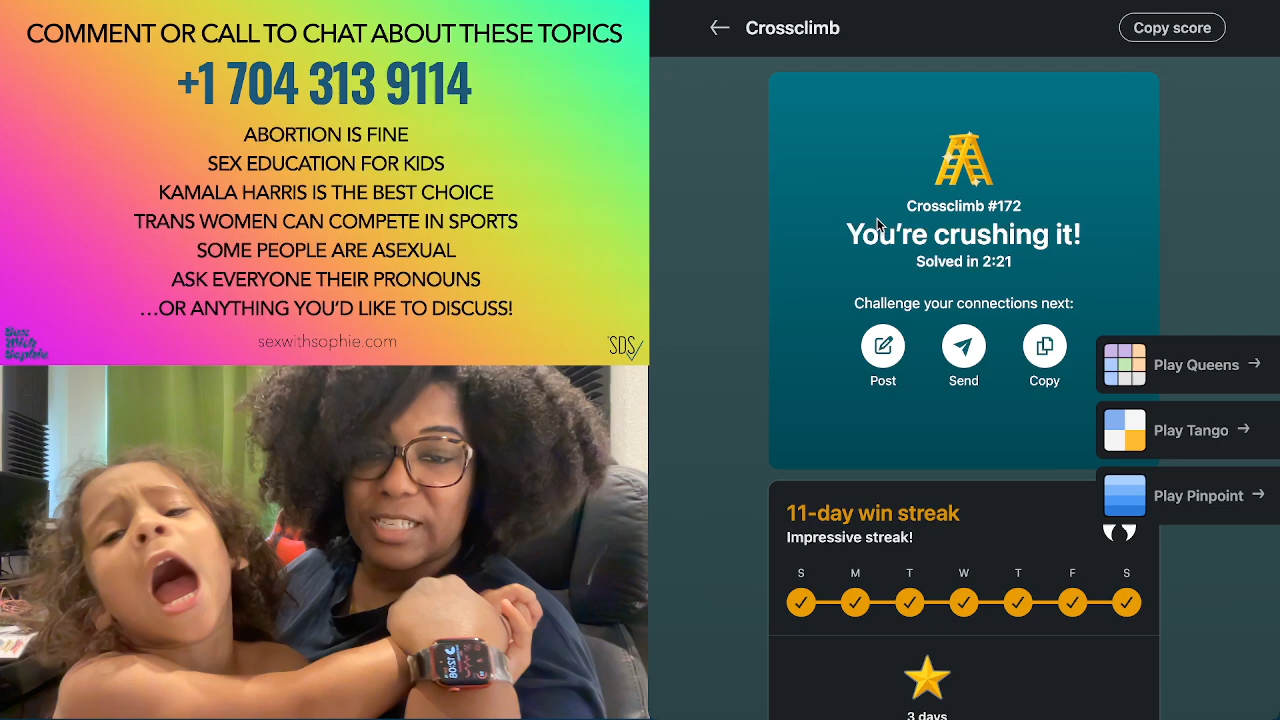 COMMENT OR CALL TO CHAT ABOUT THESE TOPICS
+1 704 313 9114
ABORTION IS FINE
SEX EDUCATION FOR KIDS
KAMALA HARRIS IS THE BEST CHOICE
TRANS WOMEN CAN COMPETE IN SPORTS
SOME PEOPLE ARE ASEXUAL
ASK EVERYONE THEIR PRONOUNS
...OR ANYTHING YOU'D LIKE TO DISCUSS!
Sex
With
Sophie
sexwithsophie.com
SDS
Crossclimb
Copy score
Crossclimb #172
You're crushing it!
Solved in 2:21
Challenge your connections next:
Post Send Copy
Play Queens
Play Tango
Play Pinpoint
11-day win streak
Impressive streak!
S M T W T F S
3 days